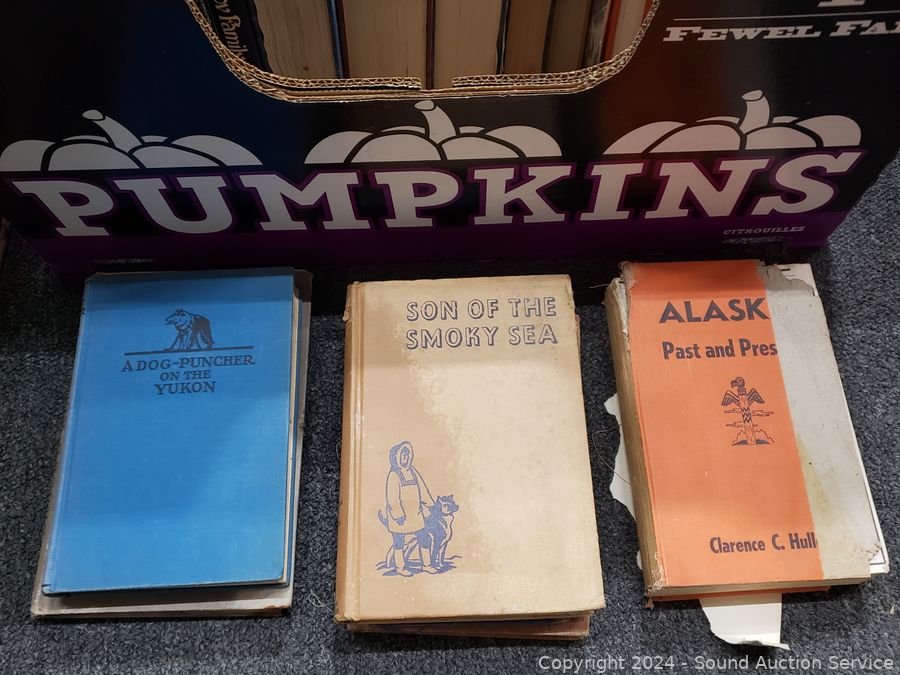 FEWEL FA
PUMPKINS
CITROUILLES
A DOG-PUNCHER
ON THE
YUKON
SON OF THE
SMOKY SEA
ALASK
Past and Pres
Clarence C. Hull
Copyright © 2024 - Sound Auction Service